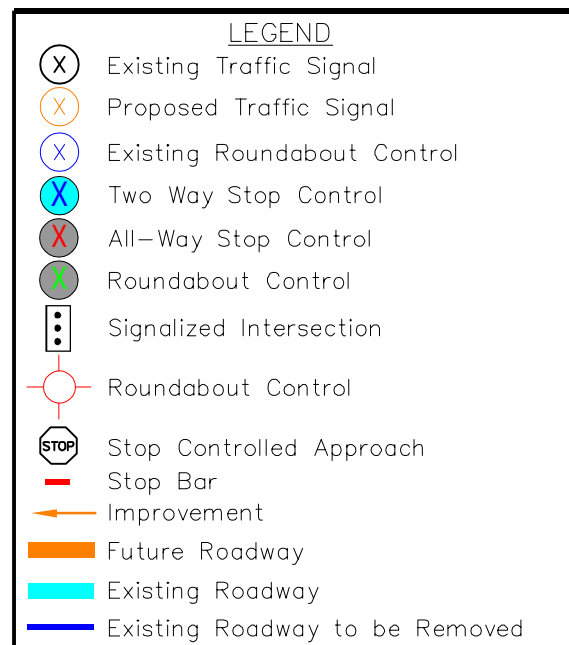 LEGEND
X Existing Traffic Signal
X Proposed Traffic Signal
X Existing Roundabout Control
X Two Way Stop Control
X All-Way Stop Control
X Roundabout Control
Signalized Intersection
Roundabout Control
STOP Stop Controlled Approach
Stop Bar
Improvement
Future Roadway
Existing Roadway
Existing Roadway to be Removed